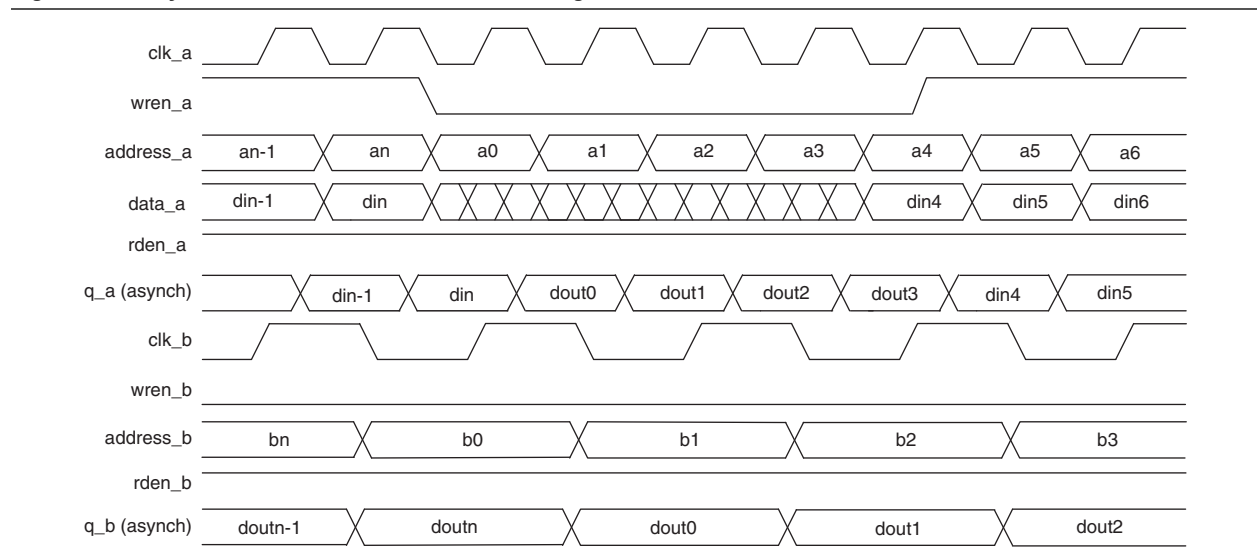 clk_a
wren_a
address_a an-1 an a0 a1 a2 a3 a4 a5 a6
data_a din-1 din din4 din5 din6
rden_a
q_a (asynch) din-1 din dout0 dout1 dout2 dout3 din4 din5
clk_b
wren_b
address_b bn b0 b1 b2 b3
rden_b
q_b (asynch) doutn-1 doutn dout0 dout1 dout2